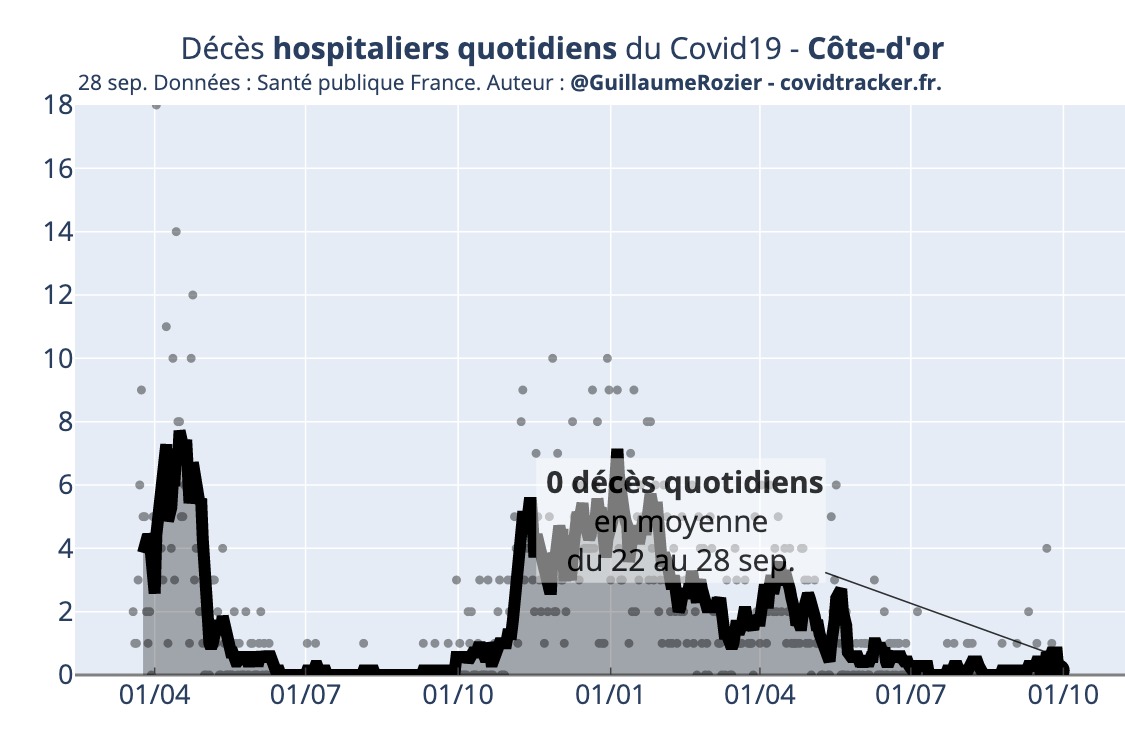 Décès hospitaliers quotidiens du Covid19 - Côte-d'or
28 sep. Données : Santé publique France. Auteur : @GuillaumeRozier - covidtracker.fr.
18
16
14
12
10
8
6
4
2
0
0 décès quotidiens
en moyenne
du 22 au 28 sep.
01/04 01/07 01/10 01/01 01/04 01/07 01/10